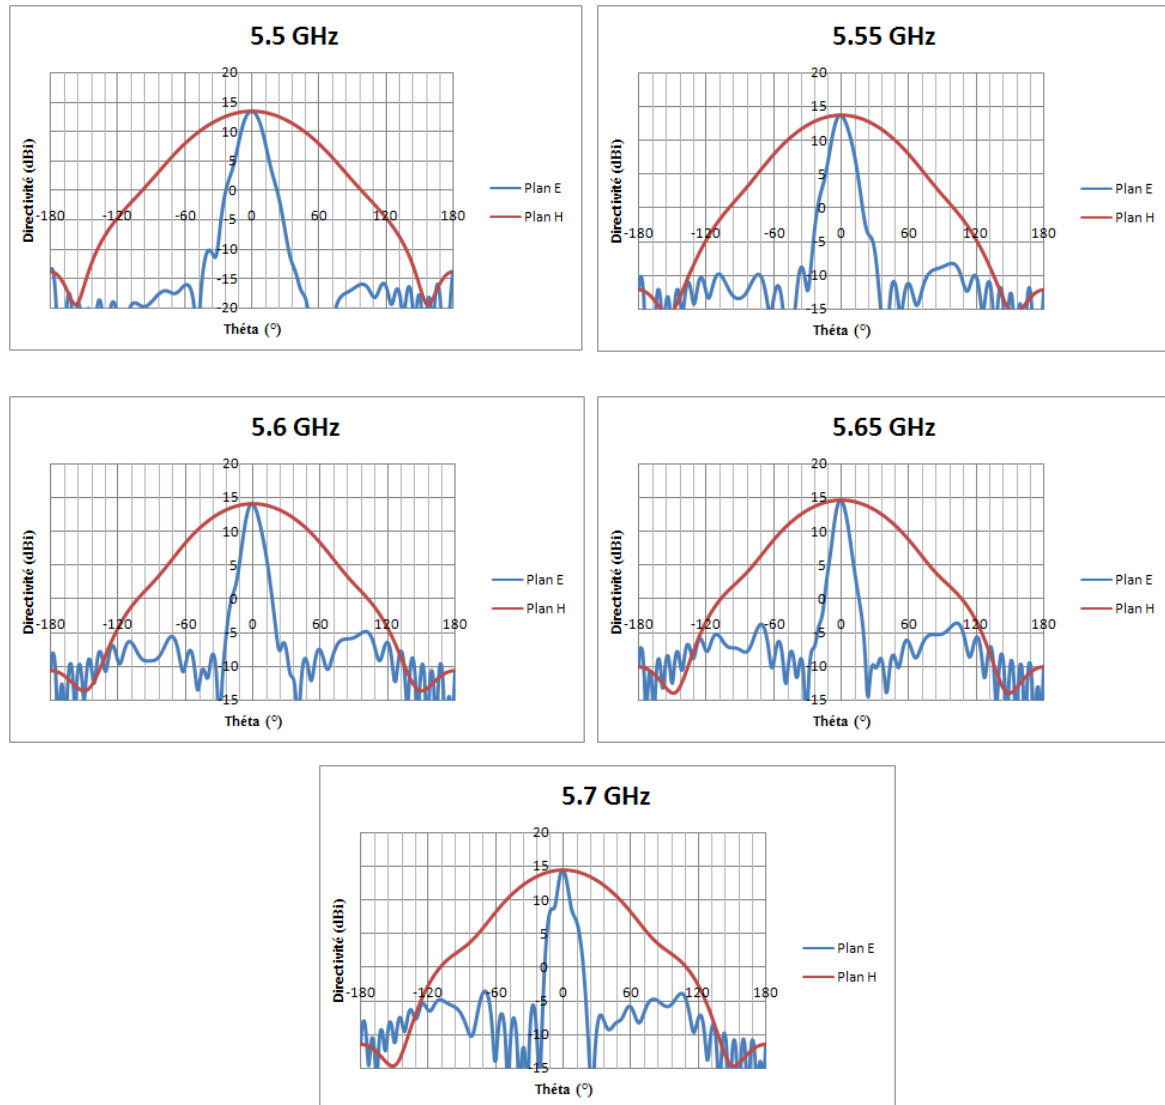 5.5 GHz
20
15
10
5
0
-5
-10
-15
-20
-180 -120 -60 0 60 120 180
Directivité (dBi)
Théta (°)
Plan E
Plan H
5.55 GHz
20
15
10
5
0
-5
-10
-15
-180 -120 -60 0 60 120 180
Directivité (dBi)
Théta (°)
Plan E
Plan H
5.6 GHz
20
15
10
5
0
-5
-10
-15
-180 -120 -60 0 60 120 180
Directivité (dBi)
Théta (°)
Plan E
Plan H
5.65 GHz
20
15
10
5
0
-5
-10
-15
-180 -120 -60 0 60 120 180
Directivité (dBi)
Théta (°)
Plan E
Plan H
5.7 GHz
20
15
10
5
0
-5
-10
-15
-180 -120 -60 0 60 120 180
Directivité (dBi)
Théta (°)
Plan E
Plan H